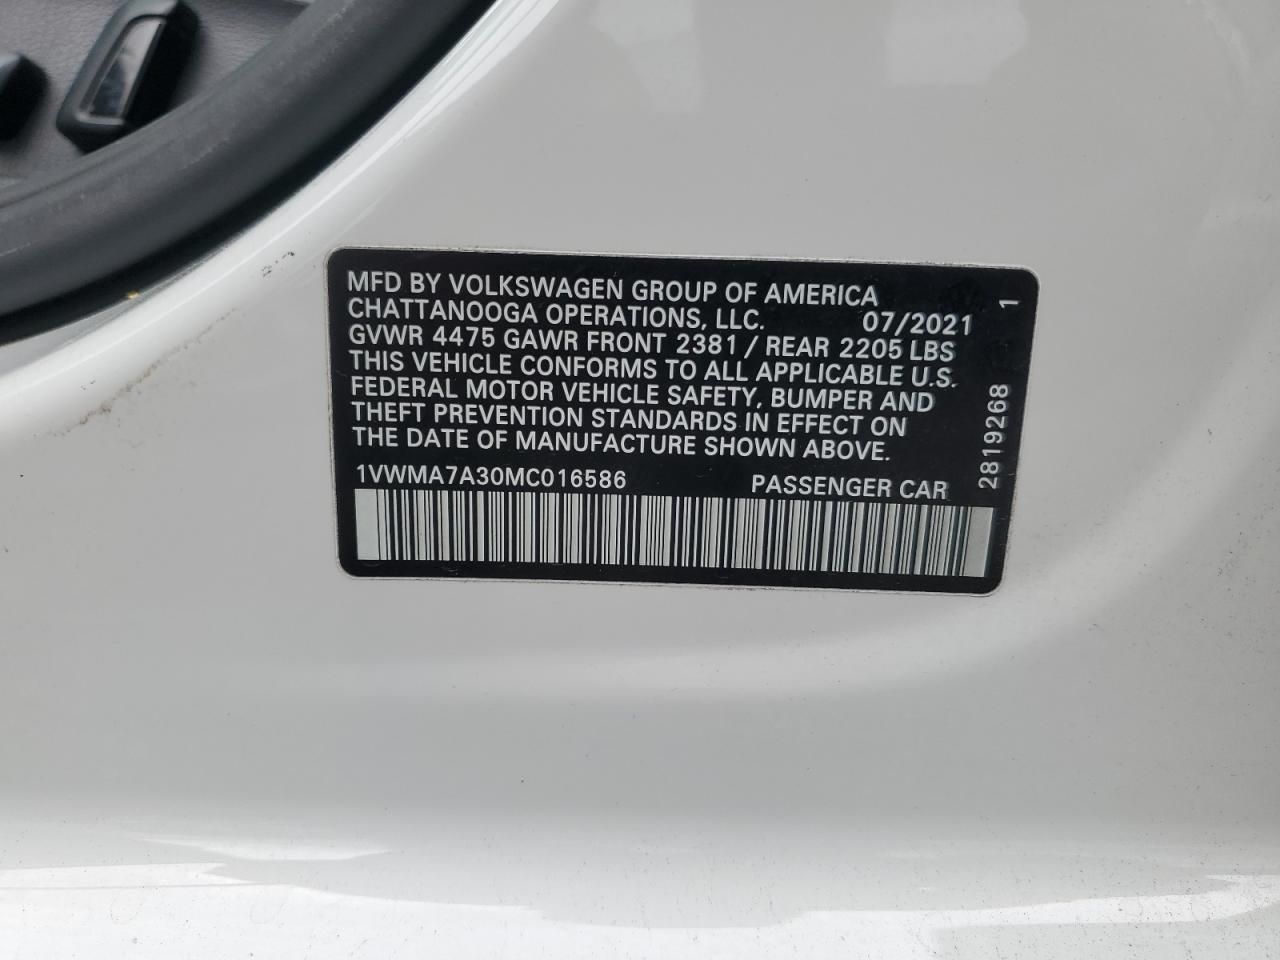 MFD BY VOLKSWAGEN GROUP OF AMERICA
CHATTANOOGA OPERATIONS, LLC. 07/2021
GVWR 4475 GAWR FRONT 2381 / REAR 2205 LBS
THIS VEHICLE CONFORMS TO ALL APPLICABLE U.S.
FEDERAL MOTOR VEHICLE SAFETY, BUMPER AND
THEFT PREVENTION STANDARDS IN EFFECT ON
THE DATE OF MANUFACTURE SHOWN ABOVE.
1VWMA7A30MC016586 PASSENGER CAR
2819268 1